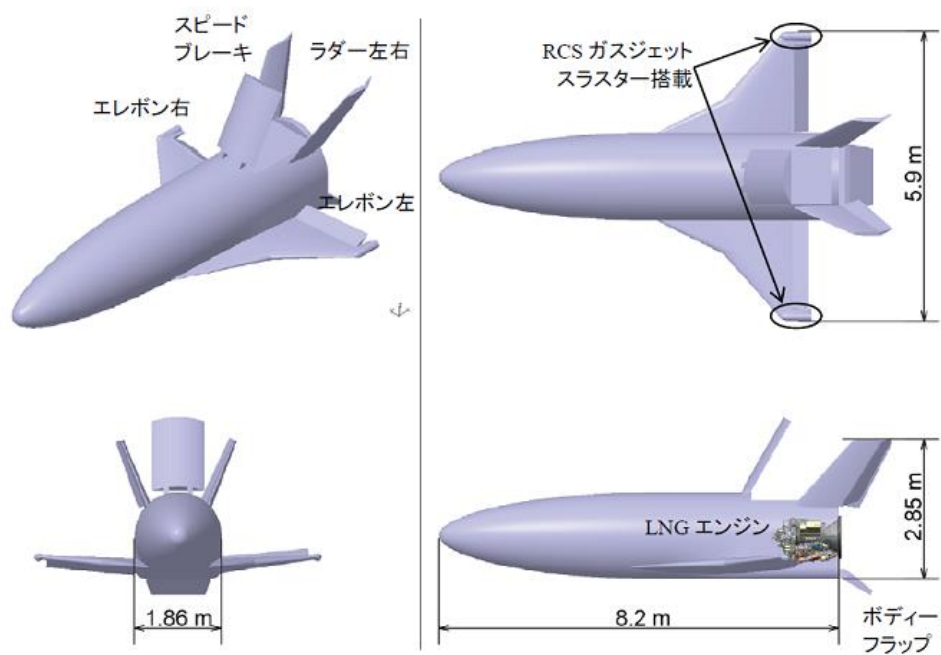 スピード
ブレーキ
ラダー左右
エレボン右
エレボン左
RCS ガスジェット
スラスター搭載
5.9 m
1.86 m
LNG エンジン
2.85 m
8.2 m
ボディー
フラップ